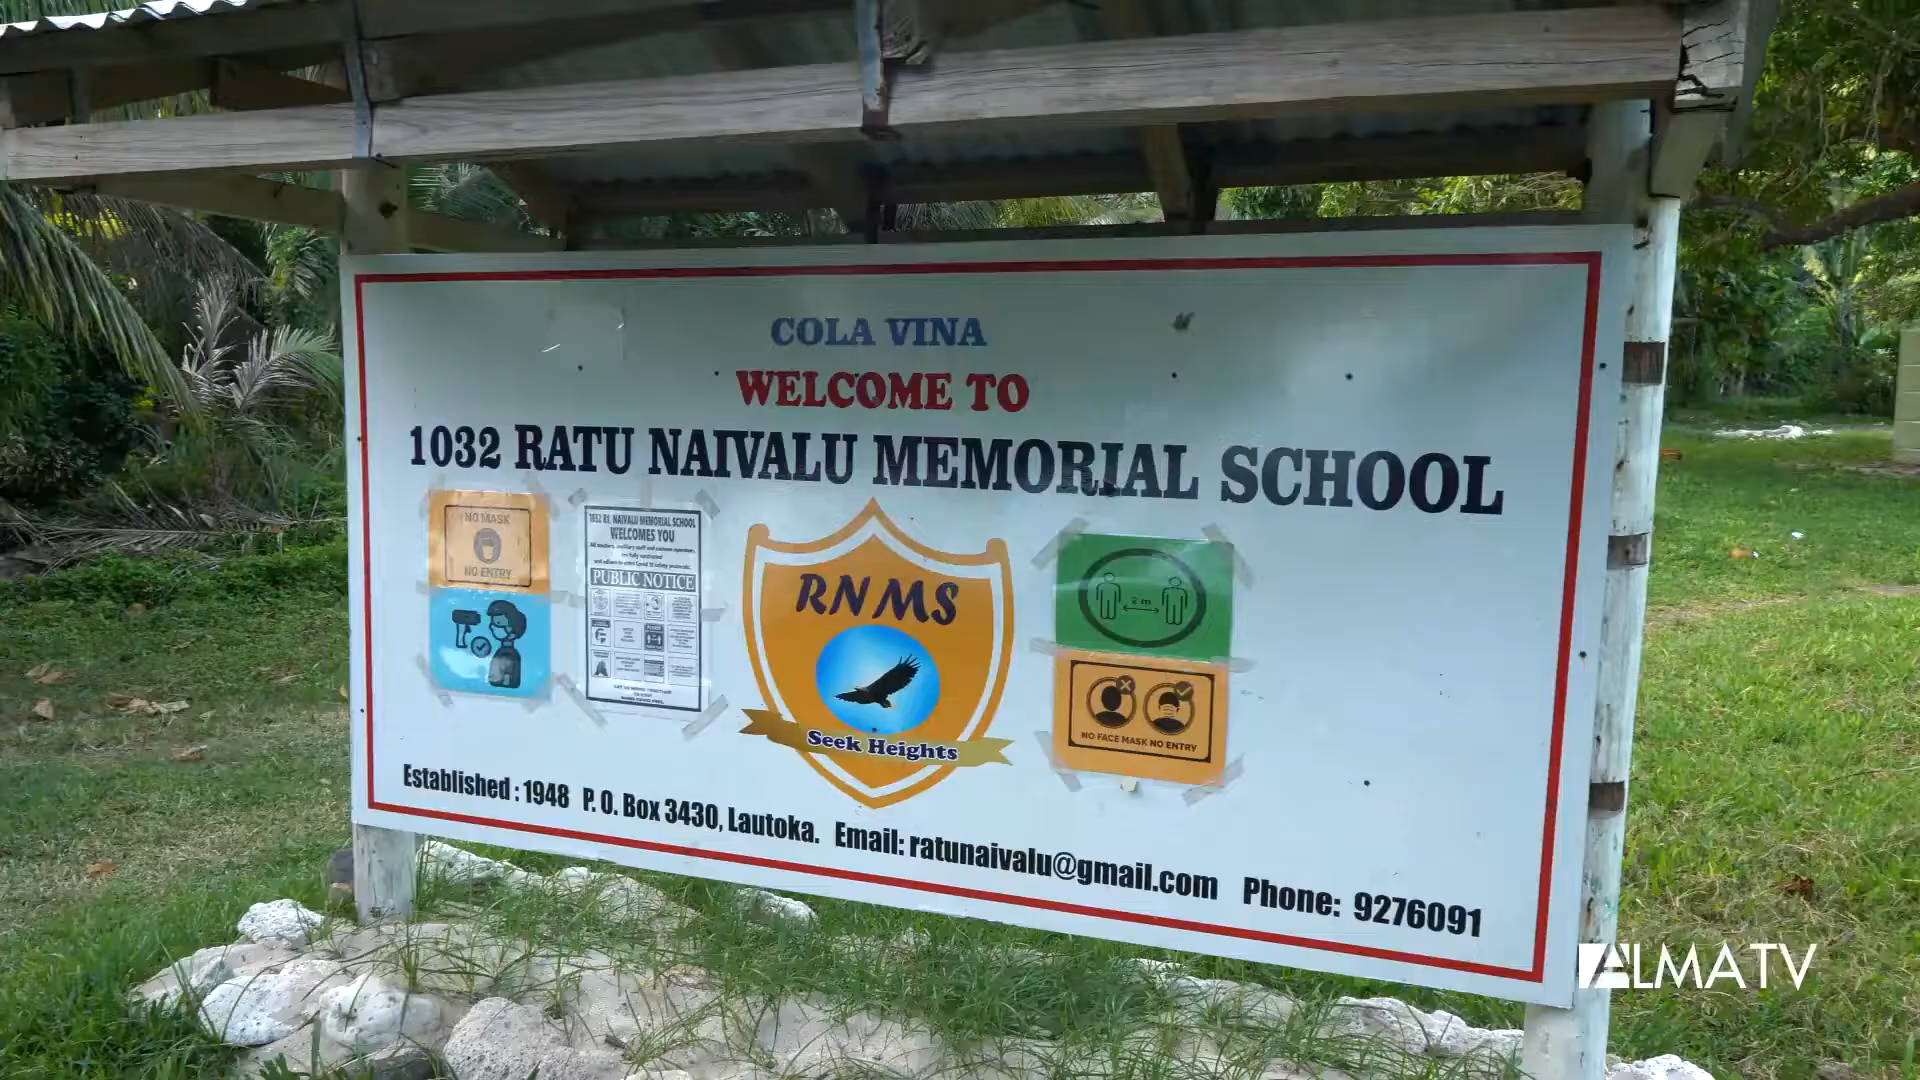 COLA VINA
WELCOME TO
1032 RATU NAIVALU MEMORIAL SCHOOL
NO MASK
NO ENTRY
1032 RT. NAIVALU MEMORIAL SCHOOL
WELCOMES YOU
PUBLIC NOTICE
RNMS
Seek Heights
2 m
NO FACE MASK NO ENTRY
Established : 1948 P. O. Box 3430, Lautoka. Email: ratunaivalu@gmail.com Phone: 9276091
ALMATV